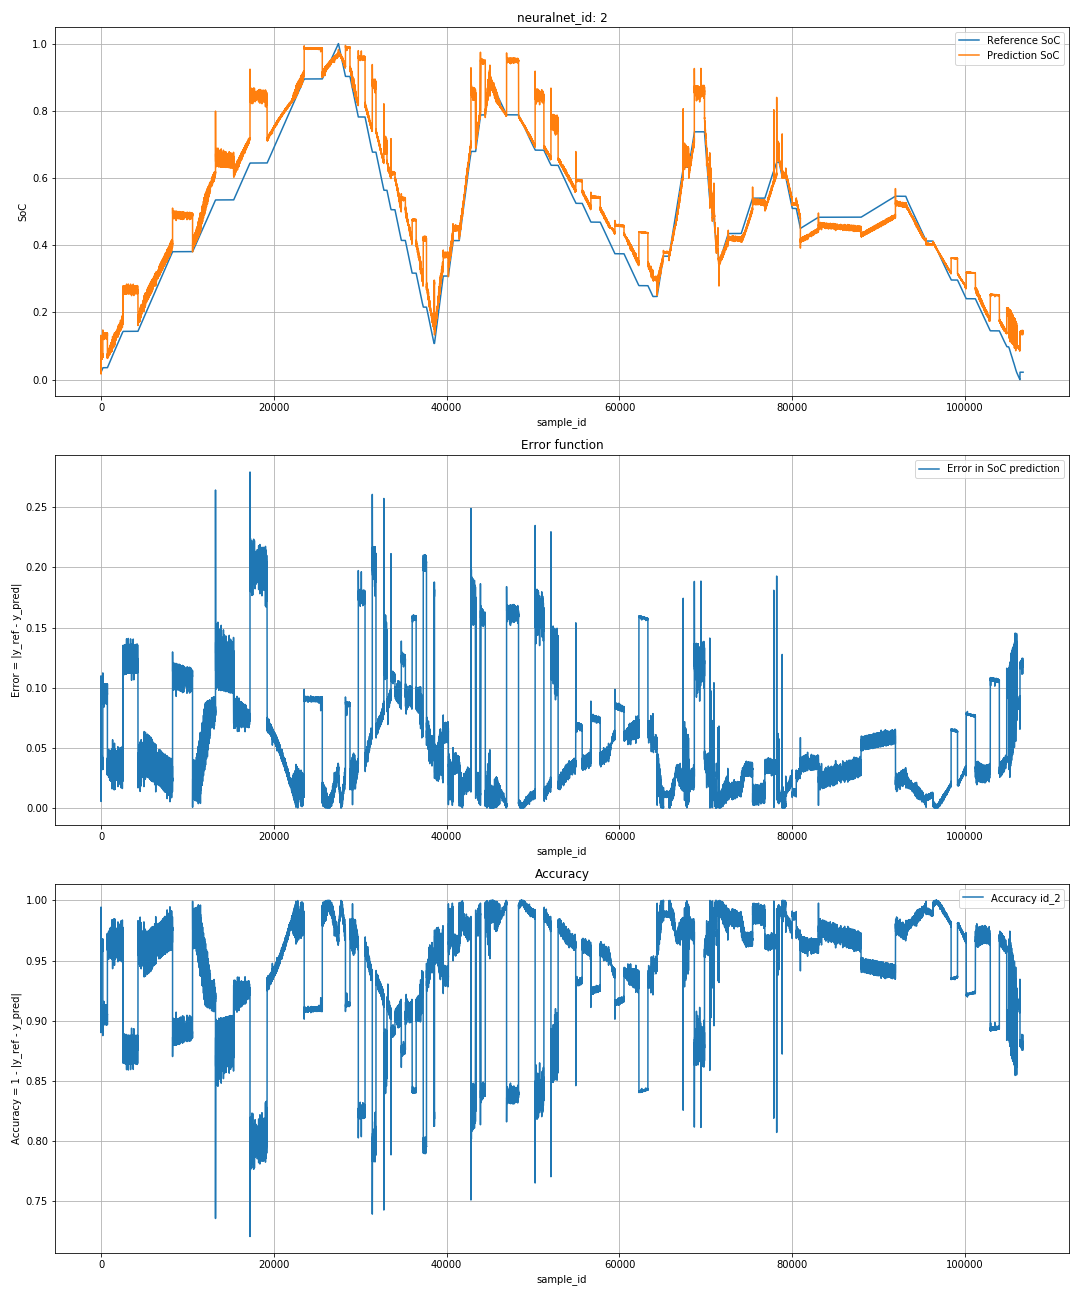 neuralnet_id: 2
Reference SoC
Prediction SoC
1.0
0.8
0.6
0.4
0.2
0.0
SoC
0 20000 40000 60000 80000 100000
sample_id
Error function
Error in SoC prediction
0.25
0.20
0.15
0.10
0.05
0.00
Error = |y_ref - y_pred|
0 20000 40000 60000 80000 100000
sample_id
Accuracy
Accuracy id_2
1.00
0.95
0.90
0.85
0.80
0.75
Accuracy = 1 - |y_ref - y_pred|
0 20000 40000 60000 80000 100000
sample_id